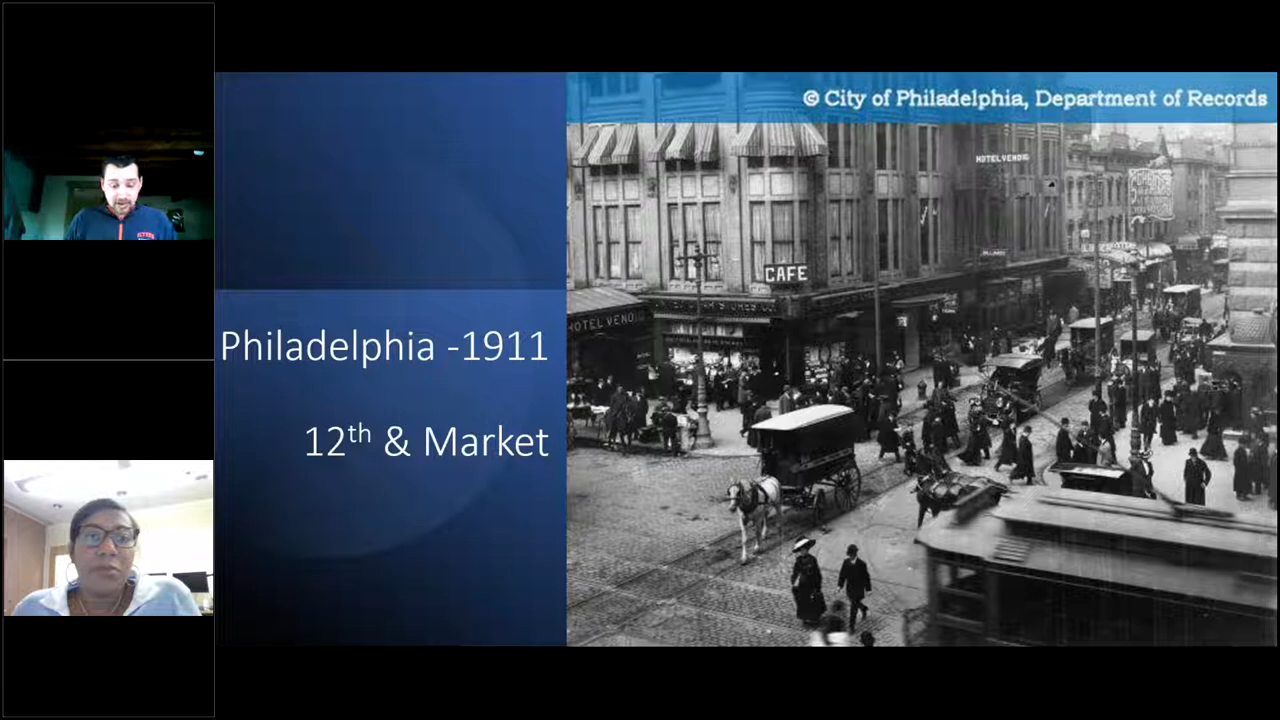 © City of Philadelphia, Department of Records
Philadelphia -1911
12th & Market
HOTEL VENDIG
CAFE
HOTEL VENDIG